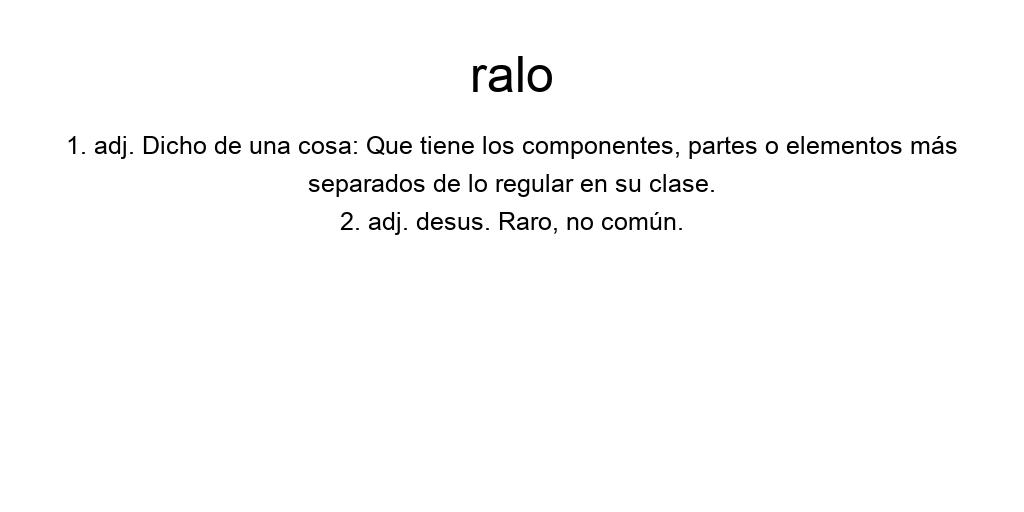 ralo
1. adj. Dicho de una cosa: Que tiene los componentes, partes o elementos más
separados de lo regular en su clase.
2. adj. desus. Raro, no común.